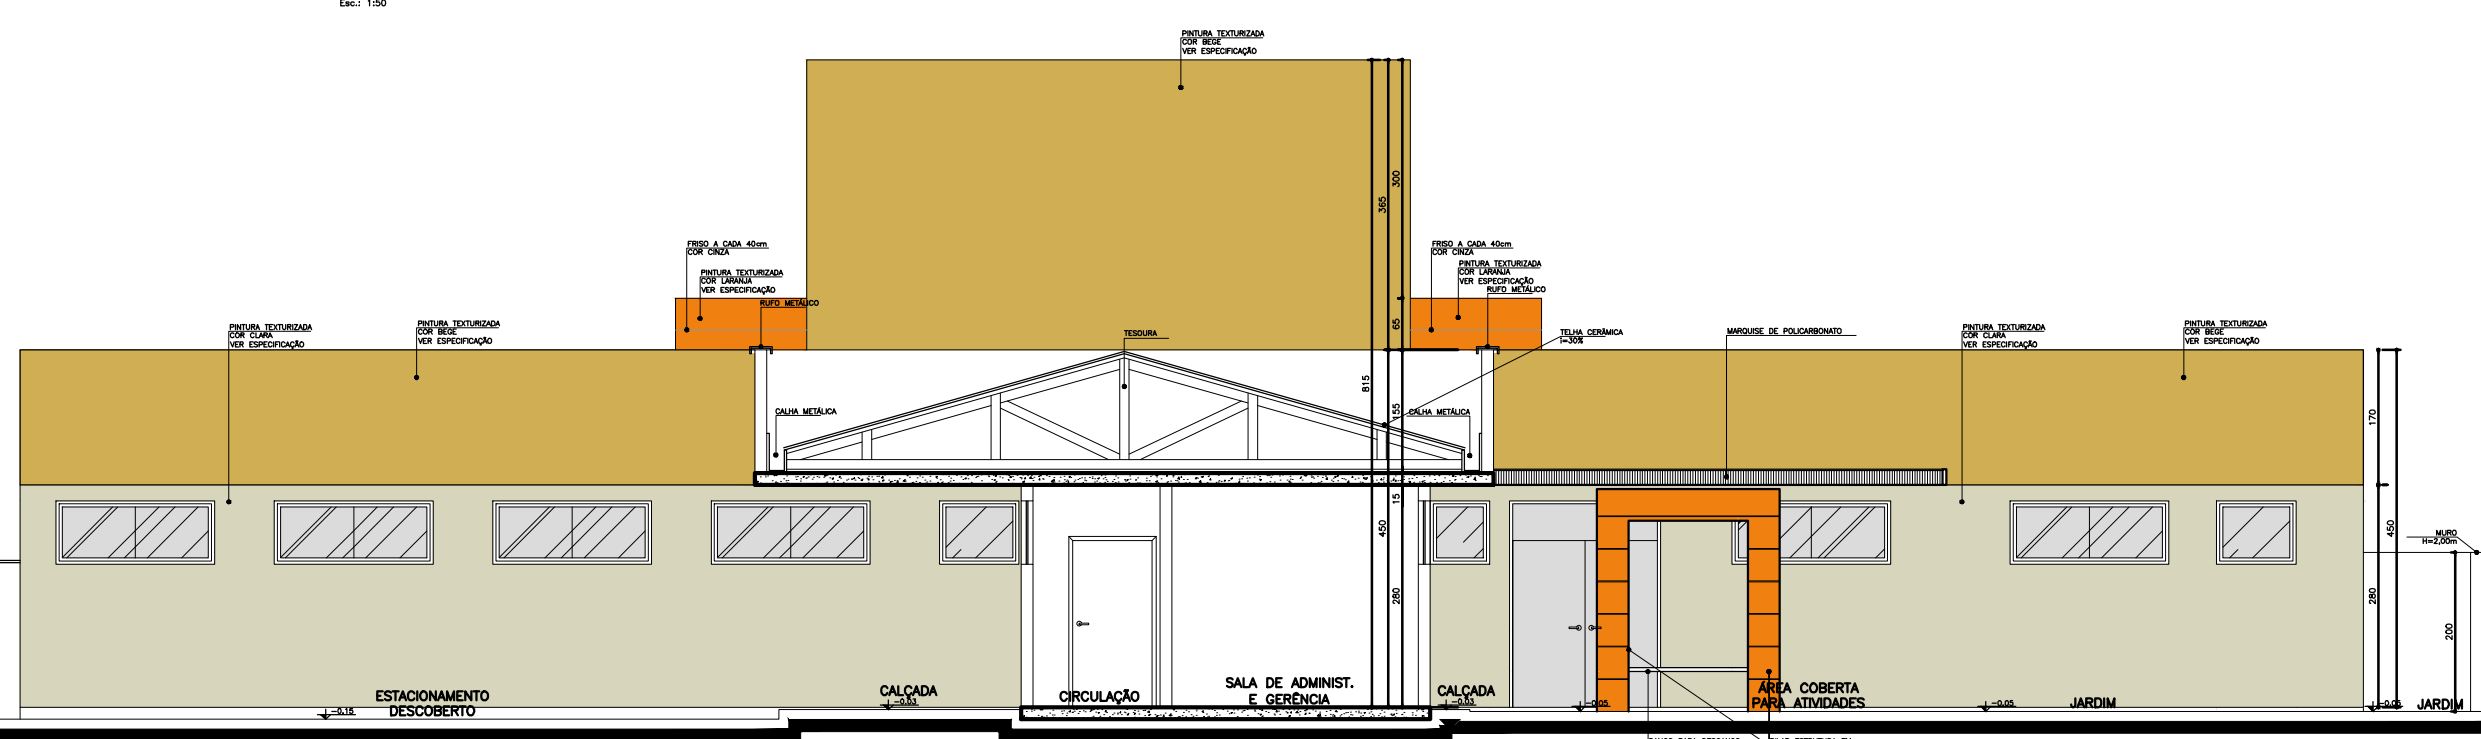 Esc.: 1:50
PINTURA TEXTURIZADA
COR BEGE
VER ESPECIFICAÇÃO
300
365
FRISO A CADA 40cm
COR CINZA
PINTURA TEXTURIZADA
COR LARANJA
VER ESPECIFICAÇÃO
RUFO METÁLICO
FRISO A CADA 40cm
COR CINZA
PINTURA TEXTURIZADA
COR LARANJA
VER ESPECIFICAÇÃO
RUFO METÁLICO
65
PINTURA TEXTURIZADA
COR CLARA
VER ESPECIFICAÇÃO
PINTURA TEXTURIZADA
COR BEGE
VER ESPECIFICAÇÃO
TESOURA
TELHA CERÂMICA
i=30%
MARQUISE DE POLICARBONATO
PINTURA TEXTURIZADA
COR CLARA
VER ESPECIFICAÇÃO
PINTURA TEXTURIZADA
COR BEGE
VER ESPECIFICAÇÃO
815
155
CALHA METÁLICA
CALHA METÁLICA
170
15
450
450
MURO
H=2,00m
280
280
200
ESTACIONAMENTO
DESCOBERTO
-0.15
CALÇADA
-0.03
CIRCULAÇÃO
SALA DE ADMINIST.
E GERÊNCIA
CALÇADA
-0.03
-0.05
ÁREA COBERTA
PARA ATIVIDADES
-0.05
JARDIM
-0.05
JARDIM